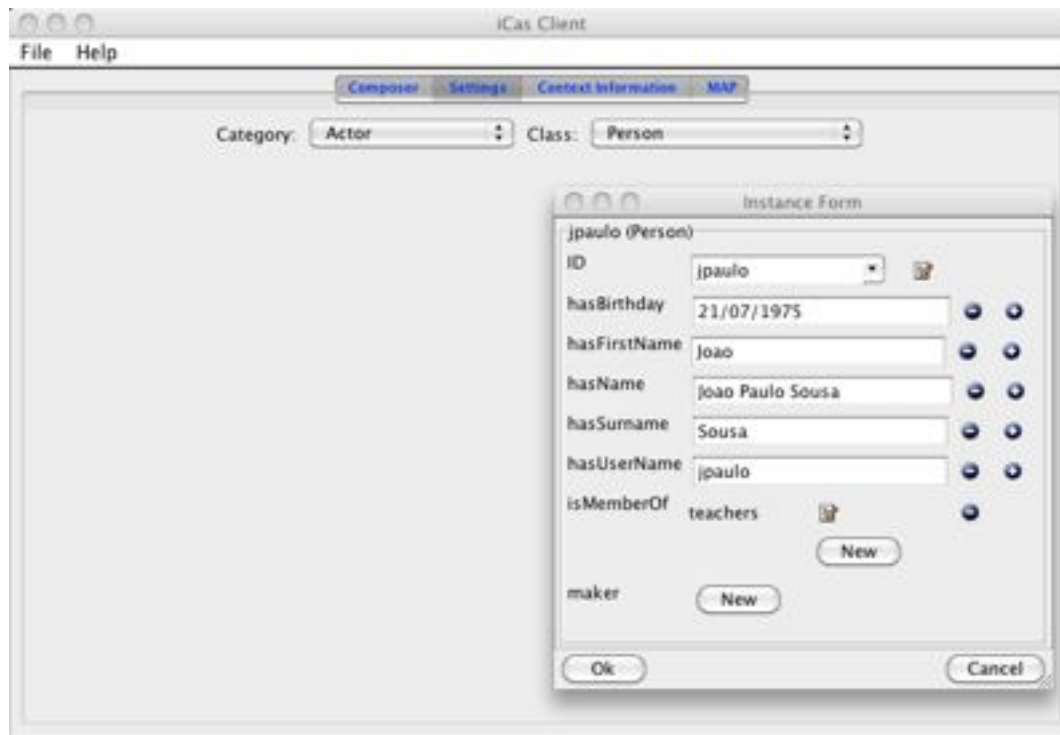 iCas Client
File Help
Composer Settings Context Information MAP
Category: Actor Class: Person
Instance Form
jpaulo (Person)
ID jpaulo
hasBirthday 21/07/1975
hasFirstName Joao
hasName Joao Paulo Sousa
hasSurname Sousa
hasUserName jpaulo
isMemberOf teachers
New
maker New
Ok Cancel